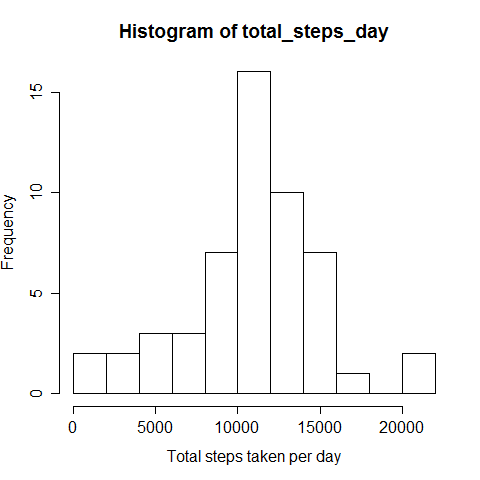 Histogram of total_steps_day
Frequency
15
10
5
0
0 5000 10000 15000 20000
Total steps taken per day